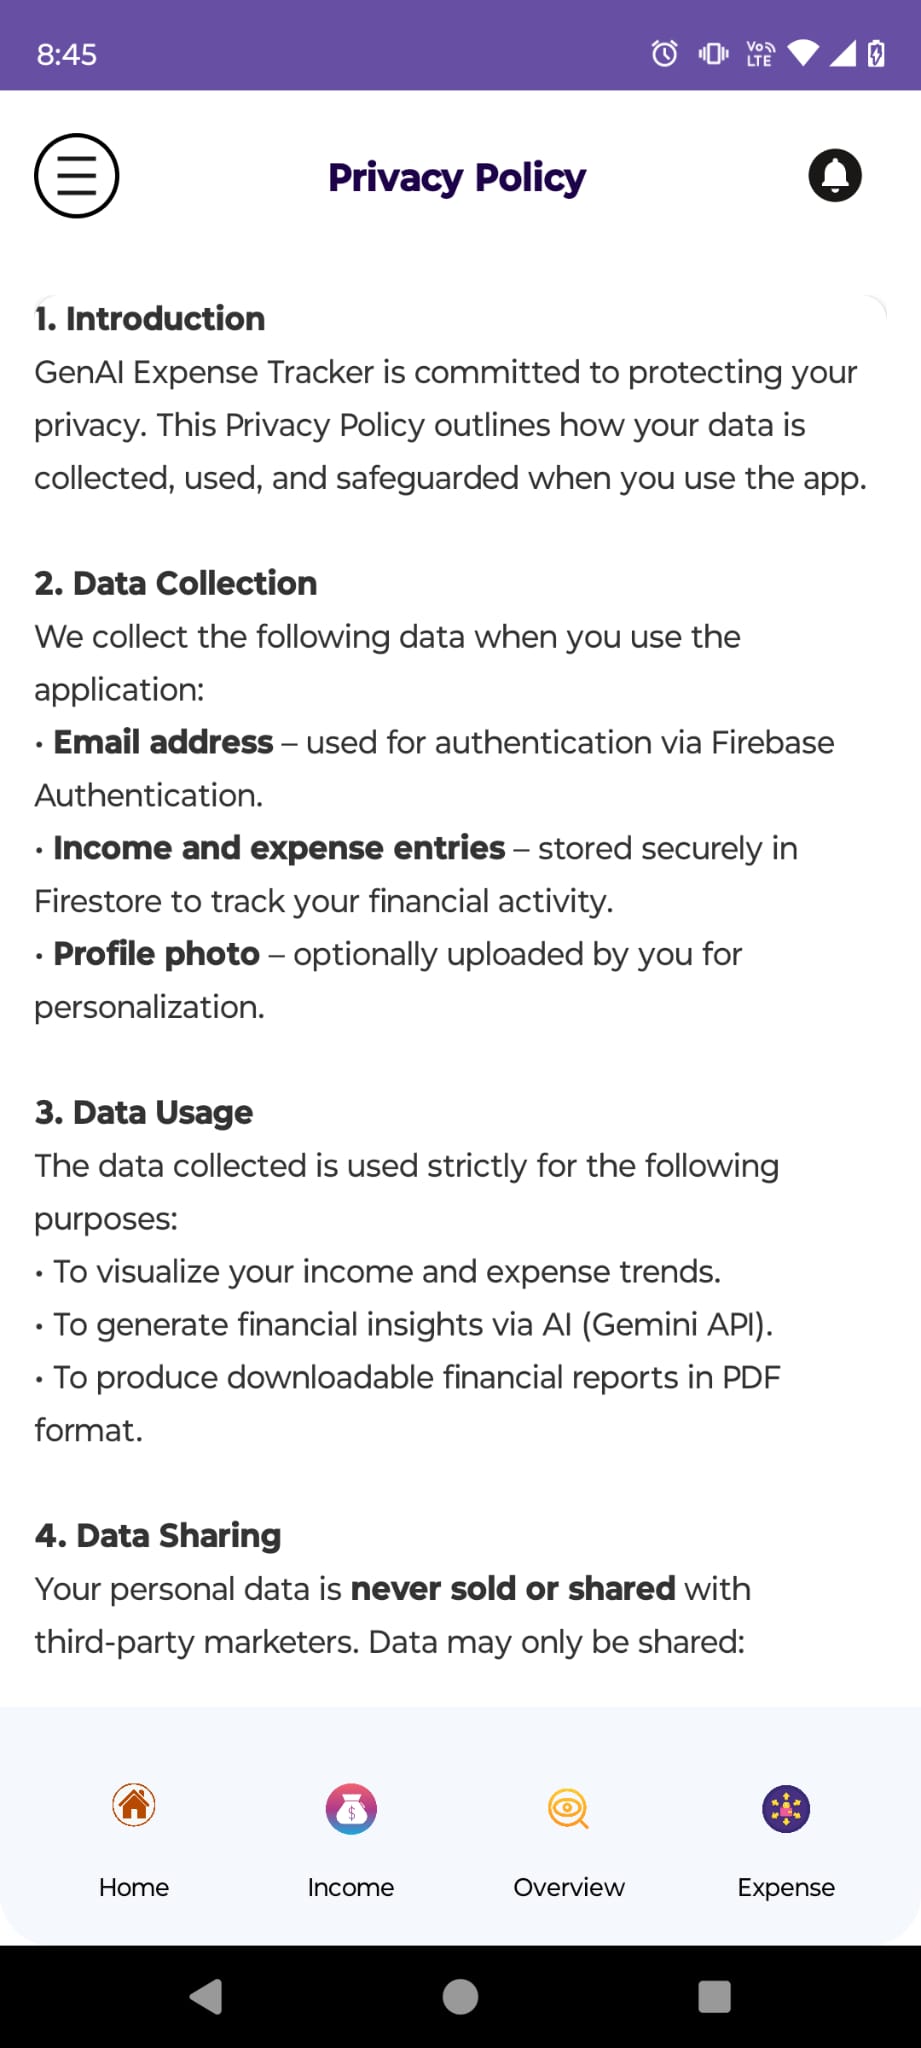 8:45
Vo LTE
Privacy Policy
1. Introduction
GenAI Expense Tracker is committed to protecting your
privacy. This Privacy Policy outlines how your data is
collected, used, and safeguarded when you use the app.
2. Data Collection
We collect the following data when you use the
application:
• Email address – used for authentication via Firebase
Authentication.
• Income and expense entries – stored securely in
Firestore to track your financial activity.
• Profile photo – optionally uploaded by you for
personalization.
3. Data Usage
The data collected is used strictly for the following
purposes:
• To visualize your income and expense trends.
• To generate financial insights via AI (Gemini API).
• To produce downloadable financial reports in PDF
format.
4. Data Sharing
Your personal data is never sold or shared with
third-party marketers. Data may only be shared:
Home Income Overview Expense